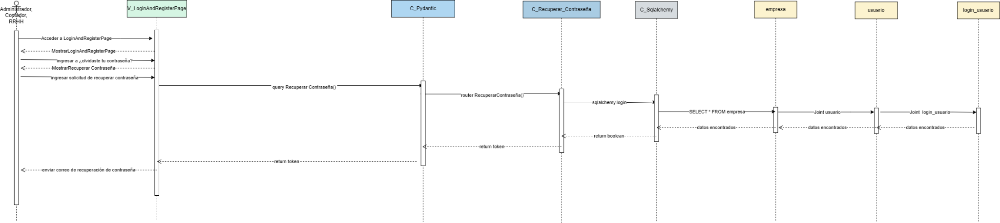 Administrador,
Contador,
RRHH
V_LoginAndRegisterPage
C_Pydantic
C_Recuperar_Contraseña
C_Sqlalchemy
empresa
usuario
login_usuario
Acceder a LoginAndRegisterPage
MostrarLoginAndRegisterPage
ingresar a ¿olvidaste tu contraseña?
MostrarRecuperar Contraseña
ingresar solicitud de recuperar contraseña
query Recuperar Contraseña()
router RecuperarContraseña()
sqlalchemy.login
SELECT * FROM empresa
Joint usuario
Joint login_usuario
datos encontrados
datos encontrados
datos encontrados
return boolean
return token
return token
enviar correo de recuperación de contraseña